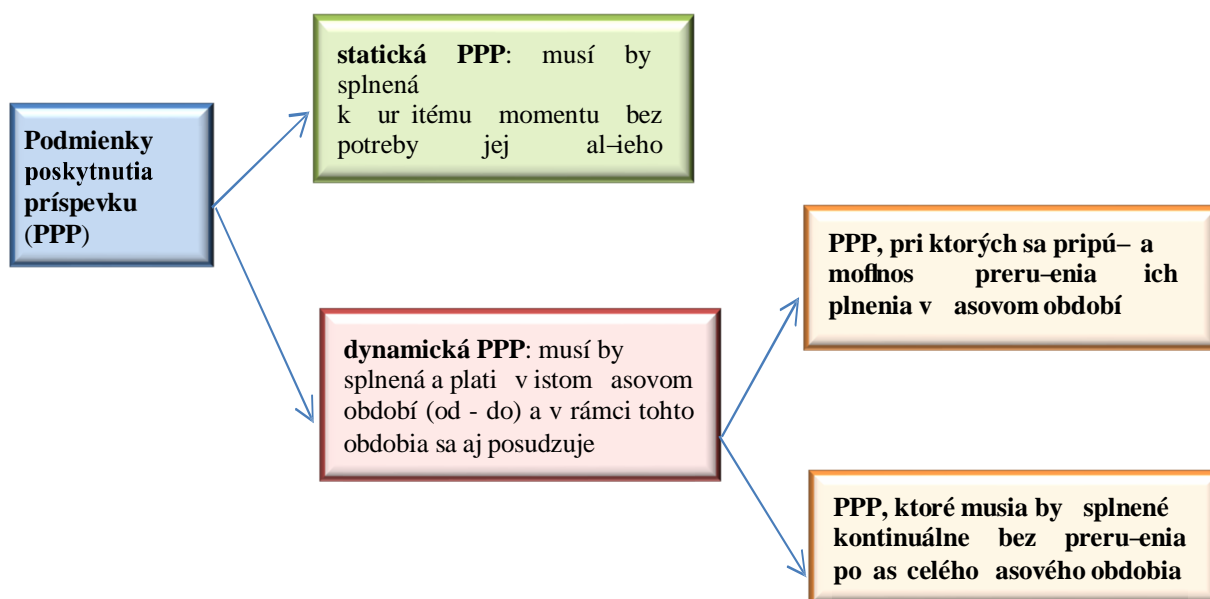 statická PPP: musí by
splnená
k ur itému momentu bez
potreby jej al–ieho
Podmienky
poskytnutia
príspevku
(PPP)
PPP, pri ktorých sa pripú– a
moflnos preru–enia ich
plnenia v asovom období
dynamická PPP: musí by
splnená a plati v istom asovom
období (od - do) a v rámci tohto
obdobia sa aj posudzuje
PPP, ktoré musia by splnené
kontinuálne bez preru–enia
po as celého asového obdobia